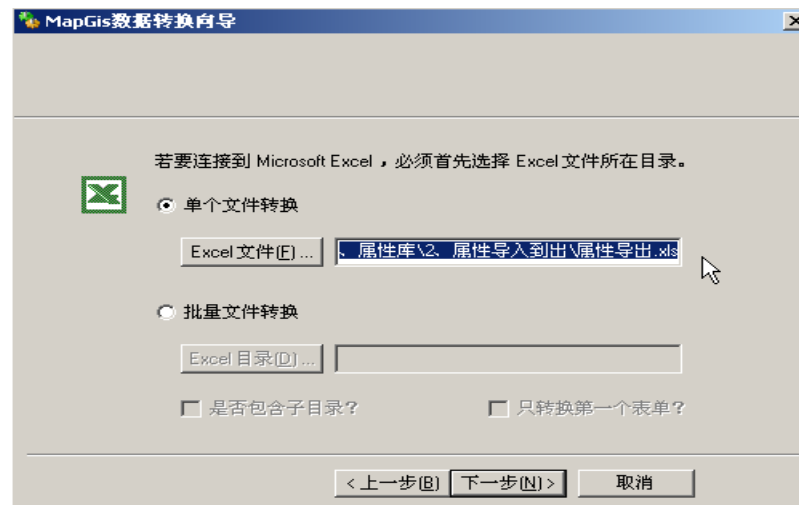 MapGis数据转换向导
若要连接到 Microsoft Excel，必须首先选择 Excel文件所在目录。
单个文件转换
Excel文件(F)... 、属性库\2、属性导入到出\属性导出.xls
批量文件转换
Excel目录(D)...
是否包含子目录? 只转换第一个表单?
<上一步(B) 下一步(N)> 取消